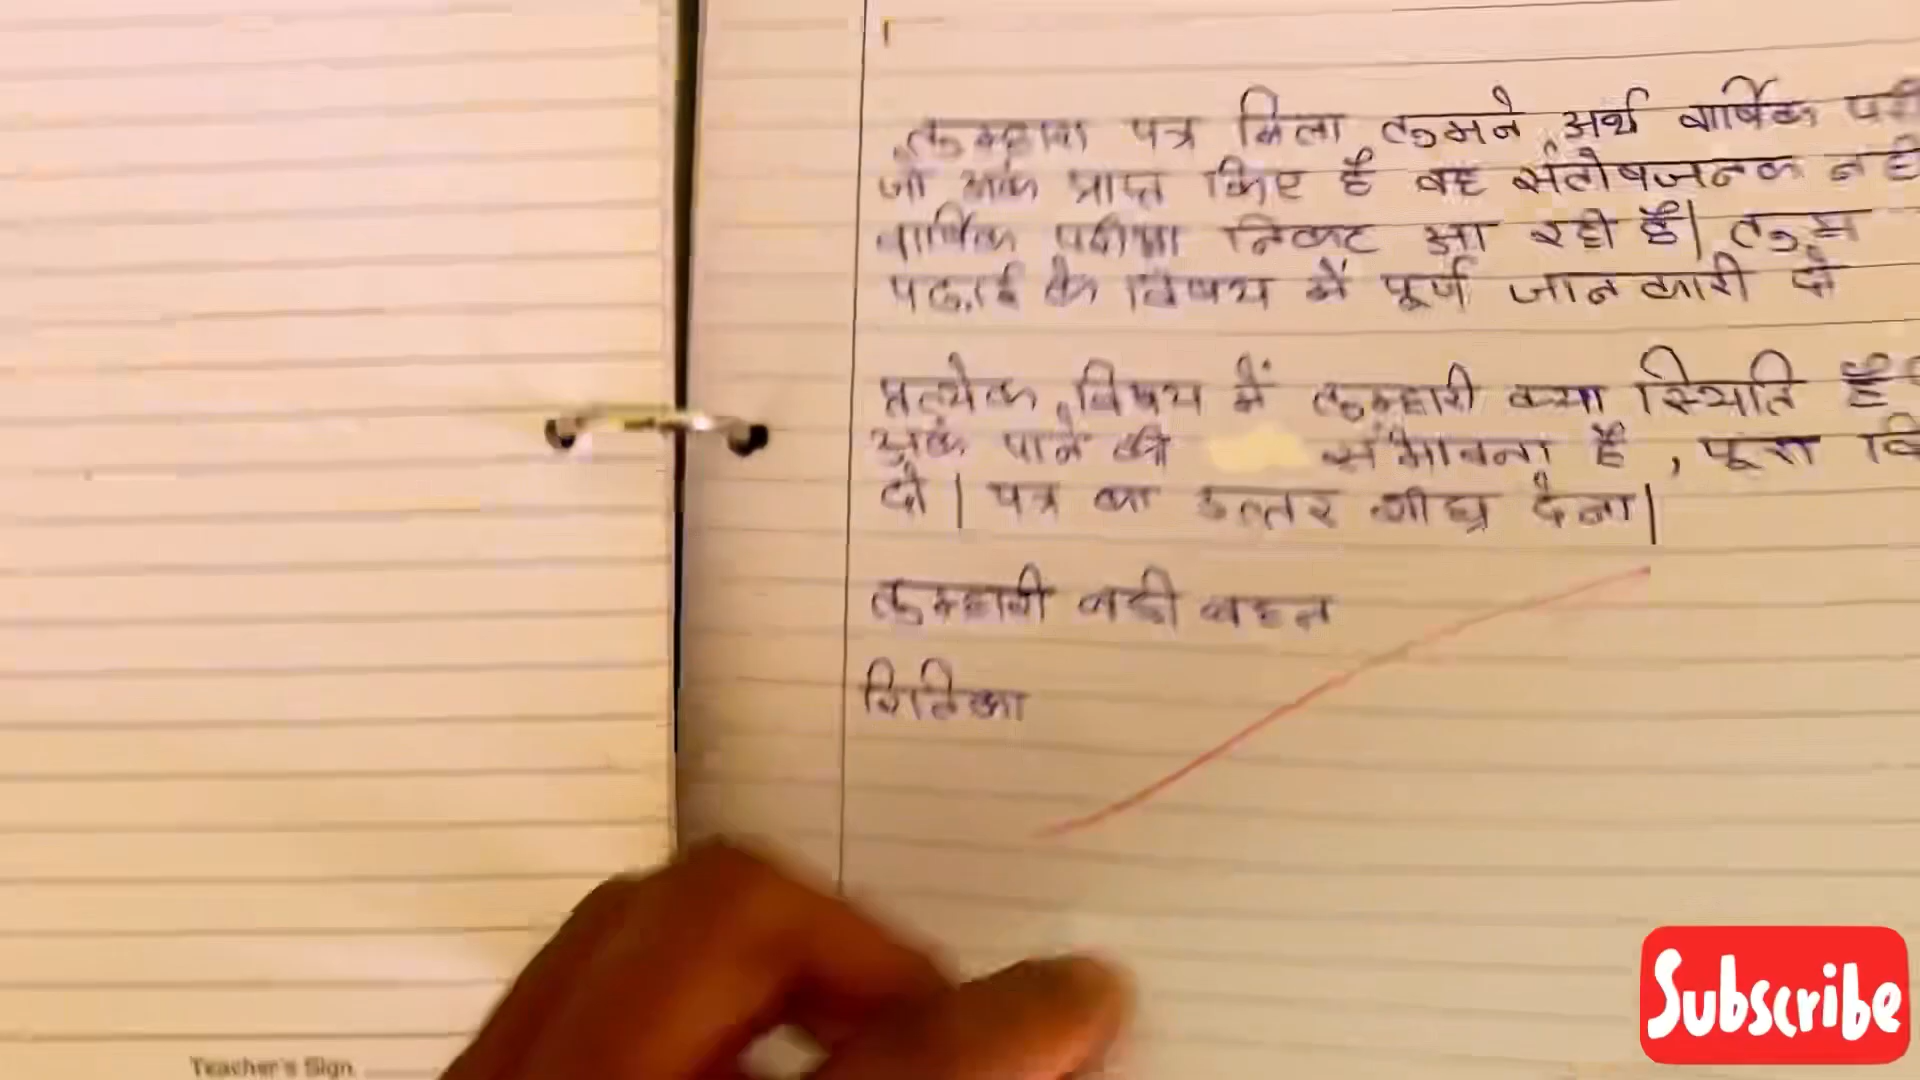 तुम्हारा पत्र मिला तुमने अर्थ वार्षिक
जो अंक प्राप्त किए है वह संतोषजनक नही
वार्षिक परीक्षा निकट आ रही है| तुम
पढ़ाई के विषय में पूर्ण जानकारी दो
प्रत्येक विषय में तुम्हारी क्या स्थिति है
अंक पाने की संभावना है , पूरा
दो | पत्र का उत्तर शीघ्र देना|
तुम्हारी बडी बहन
रितिका
Teacher's Sign
Subscribe